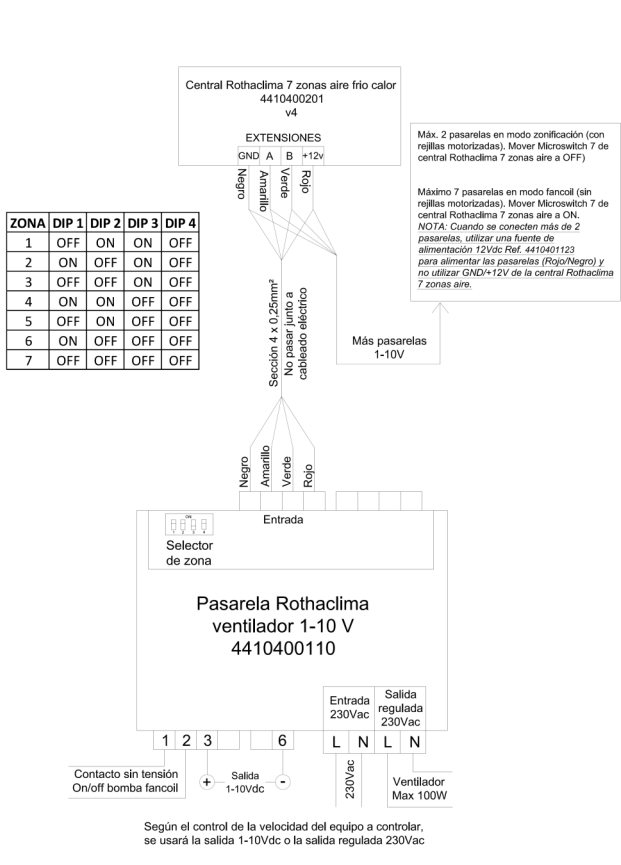 Central Rothaclima 7 zonas aire frio calor
4410400201
v4
EXTENSIONES
GND A B +12v
Negro
Amarillo
Verde
Rojo
Máx. 2 pasarelas en modo zonificación (con
rejillas motorizadas). Mover Microswitch 7 de
central Rothaclima 7 zonas aire a OFF)
Máximo 7 pasarelas en modo fancoil (sin
rejillas motorizadas). Mover Microswitch 7 de
central Rothaclima 7 zonas aire a ON.
NOTA: Cuando se conecten más de 2
pasarelas, utilizar una fuente de
alimentación 12Vdc Ref. 4410401123
para alimentar las pasarelas (Rojo/Negro) y
no utilizar GND/+12V de la central Rothaclima
7 zonas aire.
ZONA DIP 1 DIP 2 DIP 3 DIP 4
1 OFF ON ON OFF
2 ON OFF ON OFF
3 OFF OFF ON OFF
4 ON ON OFF OFF
5 OFF ON OFF OFF
6 ON OFF OFF OFF
7 OFF OFF OFF OFF
Sección 4 x 0,25mm²
No pasar junto a
cableado eléctrico
Más pasarelas
1-10V
Negro
Amarillo
Verde
Rojo
Entrada
ON
1 2 3 4
Selector
de zona
Pasarela Rothaclima
ventilador 1-10 V
4410400110
Entrada
230Vac
Salida
regulada
230Vac
1 2 3 6 L N L N
Contacto sin tensión
On/off bomba fancoil
+ Salida -
1-10Vdc
230Vac
Ventilador
Max 100W
Según el control de la velocidad del equipo a controlar,
se usará la salida 1-10Vdc o la salida regulada 230Vac